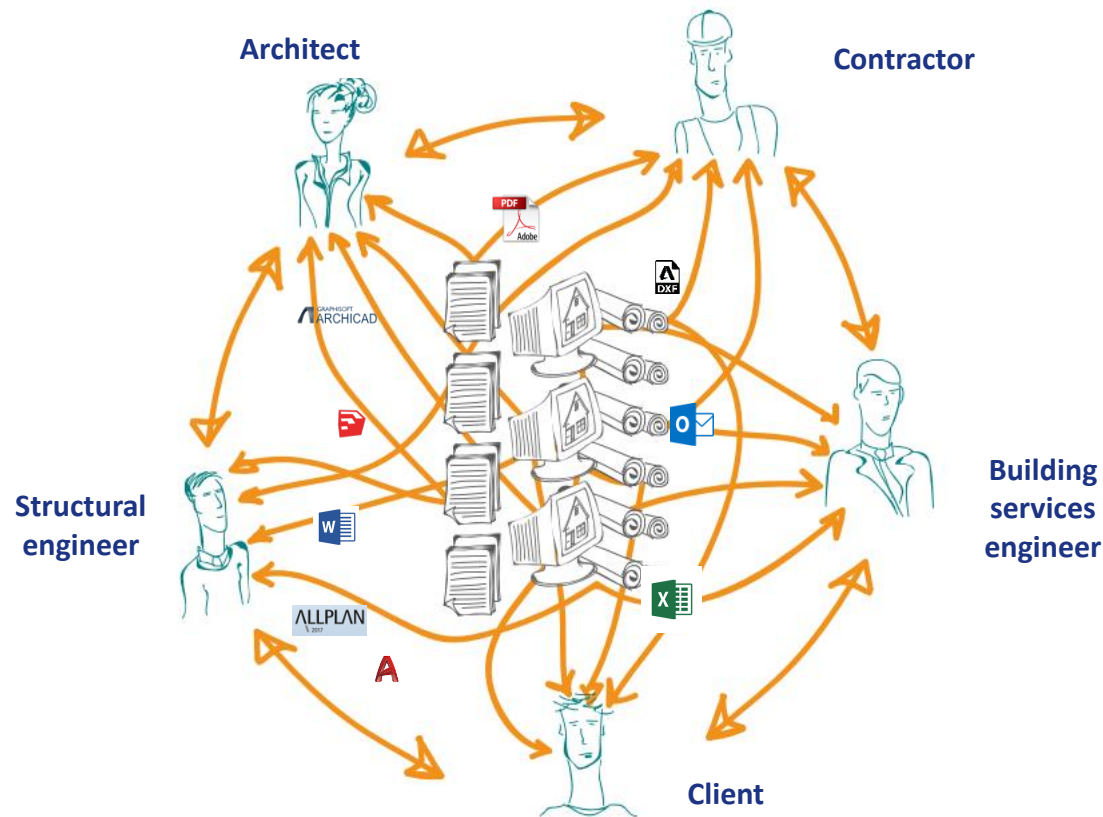 Architect
Contractor
PDF
Adobe
DXF
GRAPHISOFT
ARCHICAD
O
Structural
engineer
W
Building
services
engineer
X
ALLPLAN
2017
Client